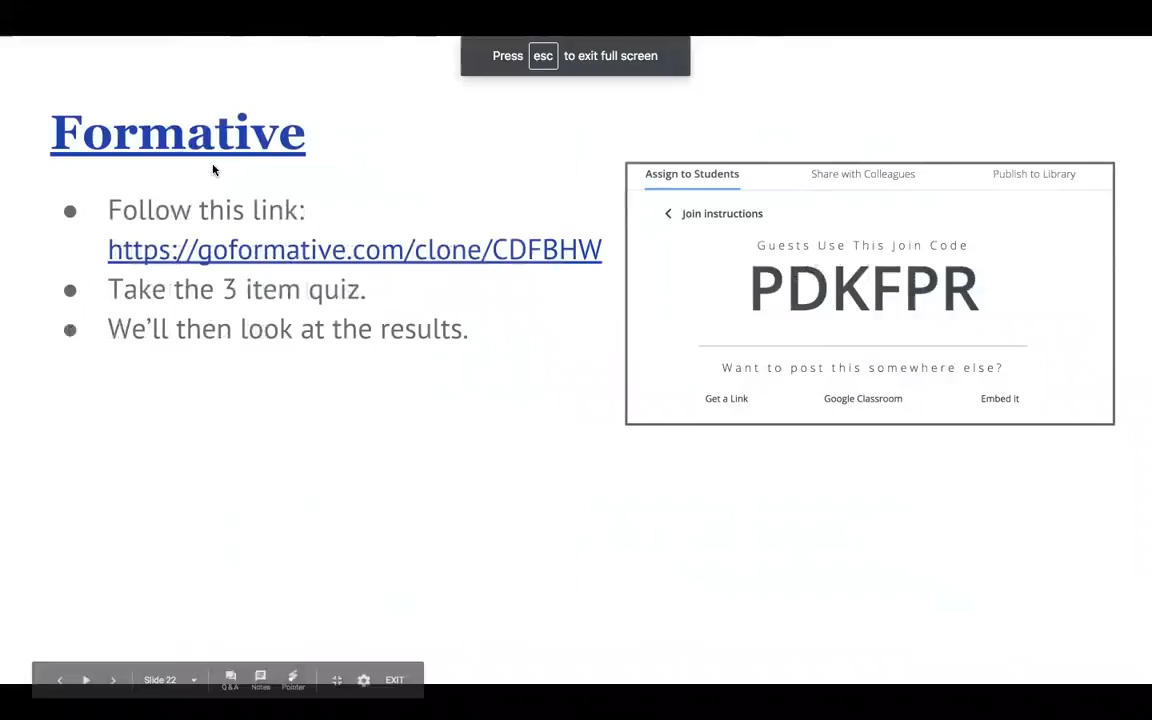 Press esc to exit full screen
Formative
Follow this link:
https://goformative.com/clone/CDFBHW
Take the 3 item quiz.
We'll then look at the results.
Assign to Students Share with Colleagues Publish to Library
Join instructions
Guests Use This Join Code
PDKFPR
Want to post this somewhere else?
Get a Link Google Classroom Embed it
Slide 22 Q&A Notes Pointer EXIT